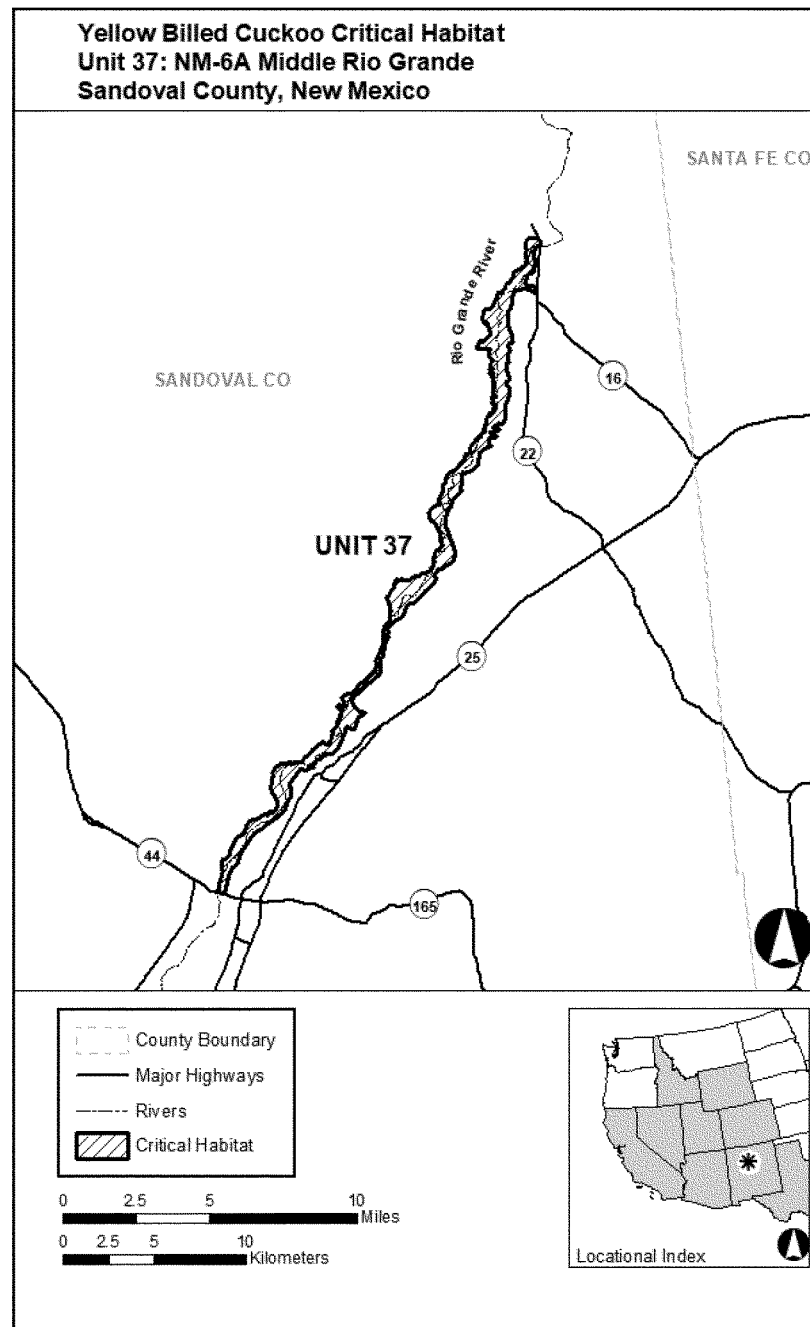 Yellow Billed Cuckoo Critical Habitat
Unit 37: NM-6A Middle Rio Grande
Sandoval County, New Mexico
SANTA FE CO
Rio Grande River
SANDOVAL CO
16
22
UNIT 37
25
44
165
County Boundary
Major Highways
Rivers
Critical Habitat
0 2.5 5 10
Miles
0 2.5 5 10
Kilometers
Locational Index